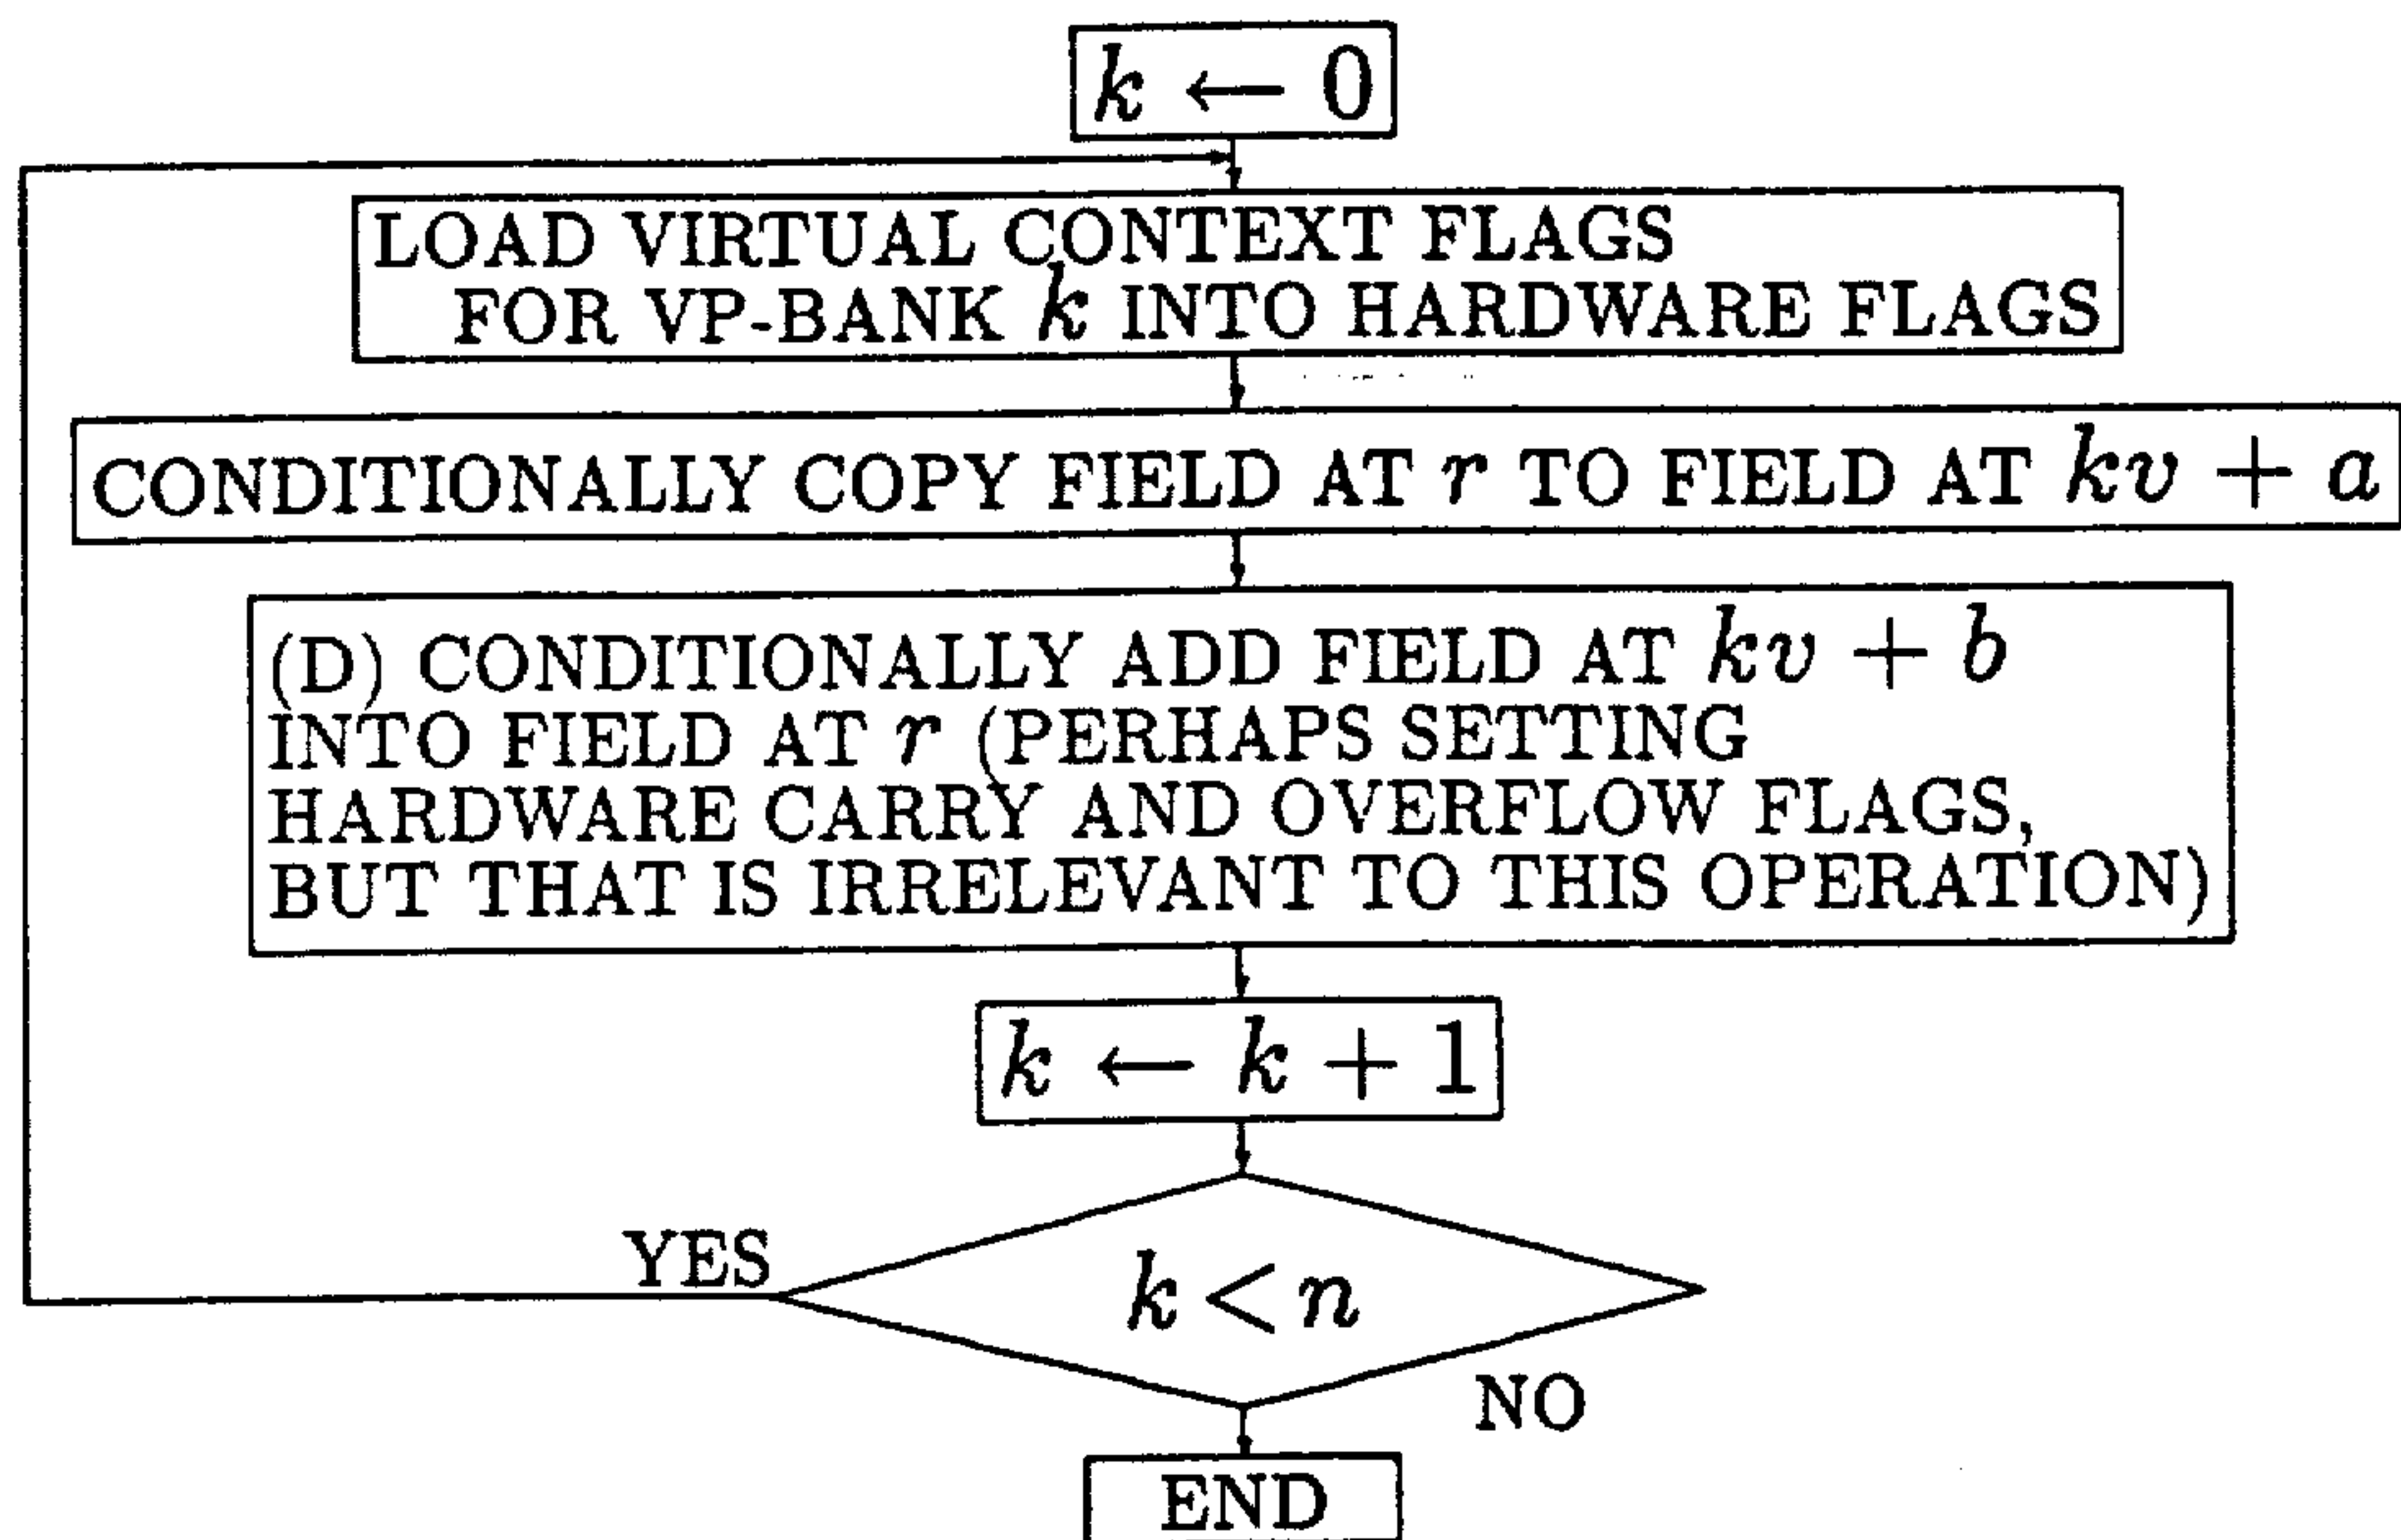 k ← 0
LOAD VIRTUAL CONTEXT FLAGS
FOR VP-BANK k INTO HARDWARE FLAGS
CONDITIONALLY COPY FIELD AT r TO FIELD AT kv + a
(D) CONDITIONALLY ADD FIELD AT kv + b
INTO FIELD AT r (PERHAPS SETTING
HARDWARE CARRY AND OVERFLOW FLAGS,
BUT THAT IS IRRELEVANT TO THIS OPERATION)
k ← k + 1
YES
k < n
NO
END